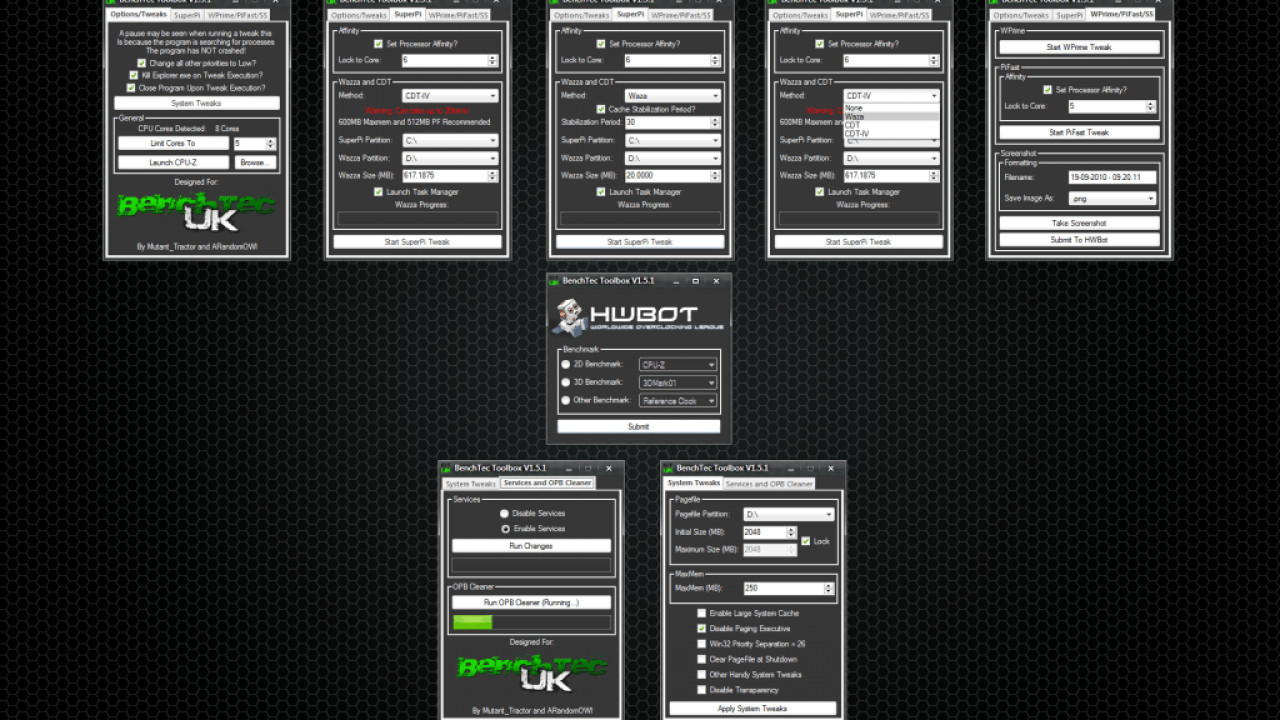 BenchTec Toolbox V1.5.1
Options/Tweaks SuperPi WPrime/PiFast/SS
A pause may be seen when running a tweak this
Is because the program is searching for processes
The program has NOT crashed!
Change all other priorities to Low?
Kill Explorer.exe on Tweak Execution?
Close Program Upon Tweak Execution?
System Tweaks
General
CPU Cores Detected: 8 Cores
Limit Cores To 5
Launch CPU-Z Browse...
Designed For:
BenchTec
UK
By Mutant_Tractor and ARandomOWl
BenchTec Toolbox V1.5.1
Options/Tweaks SuperPi WPrime/PiFast/SS
Affinity
Set Processor Affinity?
Lock to Core: 6
Wazza and CDT
Method: CDT-IV
600MB Maxmem and 512MB PF Recommended
SuperPi Partition: C:\
Wazza Partition: D:\
Wazza Size (MB): 617.1875
Launch Task Manager
Wazza Progress:
Start SuperPi Tweak
BenchTec Toolbox V1.5.1
Options/Tweaks SuperPi WPrime/PiFast/SS
Affinity
Set Processor Affinity?
Lock to Core: 6
Wazza and CDT
Method: Waza
Cache Stabilization Period?
Stabilization Period: 30
SuperPi Partition: C:\
Wazza Partition: D:\
Wazza Size (MB): 20.0000
Launch Task Manager
Wazza Progress:
Start SuperPi Tweak
BenchTec Toolbox V1.5.1
Options/Tweaks SuperPi WPrime/PiFast/SS
Affinity
Set Processor Affinity?
Lock to Core: 6
Wazza and CDT
Method: CDT-IV
None
Waza
CDT
CDT-IV
600MB Maxmem an
SuperPi Partition: C:\
Wazza Partition: D:\
Wazza Size (MB): 617.1875
Launch Task Manager
Wazza Progress:
Start SuperPi Tweak
BenchTec Toolbox V1.5.1
Options/Tweaks SuperPi WPrime/PiFast/SS
WPrime
Start WPrime Tweak
PiFast
Affinity
Set Processor Affinity?
Lock to Core: 5
Start PiFast Tweak
Screenshot
Formatting
Filename: 19-09-2010 - 09.20.11
Save Image As: .png
Take Screenshot
Submit To HWBot
BenchTec Toolbox V1.5.1
HWBOT
WORLDWIDE OVERCLOCKING LEAGUE
Benchmark
2D Benchmark: CPU-Z
3D Benchmark: 3DMark01
Other Benchmark: Reference Clock
Submit
BenchTec Toolbox V1.5.1
System Tweaks Services and OPB Cleaner
Services
Disable Services
Enable Services
Run Changes
OPB Cleaner
Run OPB Cleaner (Running...)
Designed For:
BenchTec
UK
By Mutant_Tractor and ARandomOWl
BenchTec Toolbox V1.5.1
System Tweaks Services and OPB Cleaner
Pagefile
Pagefile Partition: D:\
Initial Size (MB): 2048
Lock
Maximum Size (MB): 2048
MaxMem
MaxMem (MB): 250
Enable Large System Cache
Disable Paging Executive
Win32 Priority Separation = 26
Clear PageFile at Shutdown
Other Handy System Tweaks
Disable Transparency
Apply System Tweaks